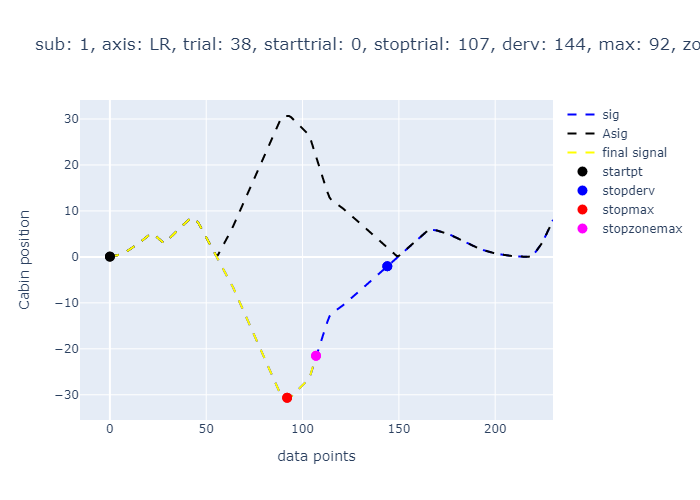 sub: 1, axis: LR, trial: 38, starttrial: 0, stoptrial: 107, derv: 144, max: 92, zo
30
20
10
0
−10
−20
−30
Cabin position
0
50
100
150
200
data points
sig
Asig
final signal
startpt
stopderv
stopmax
stopzonemax